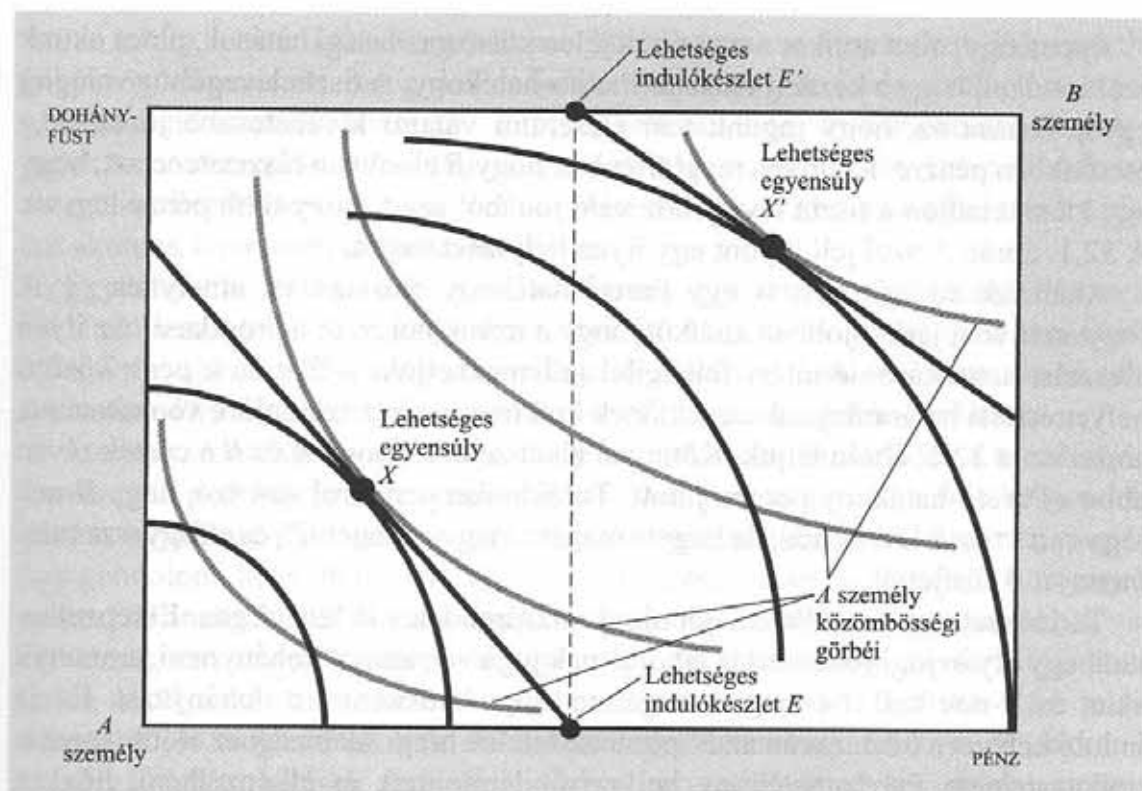 Lehetséges
indulókészlet E'
B
személy
DOHÁNY-
FÜST
Lehetséges
egyensúly
X'
Lehetséges
egyensúly
X
A személy
közömbösségi
görbéi
Lehetséges
indulókészlet E
A
személy
PÉNZ